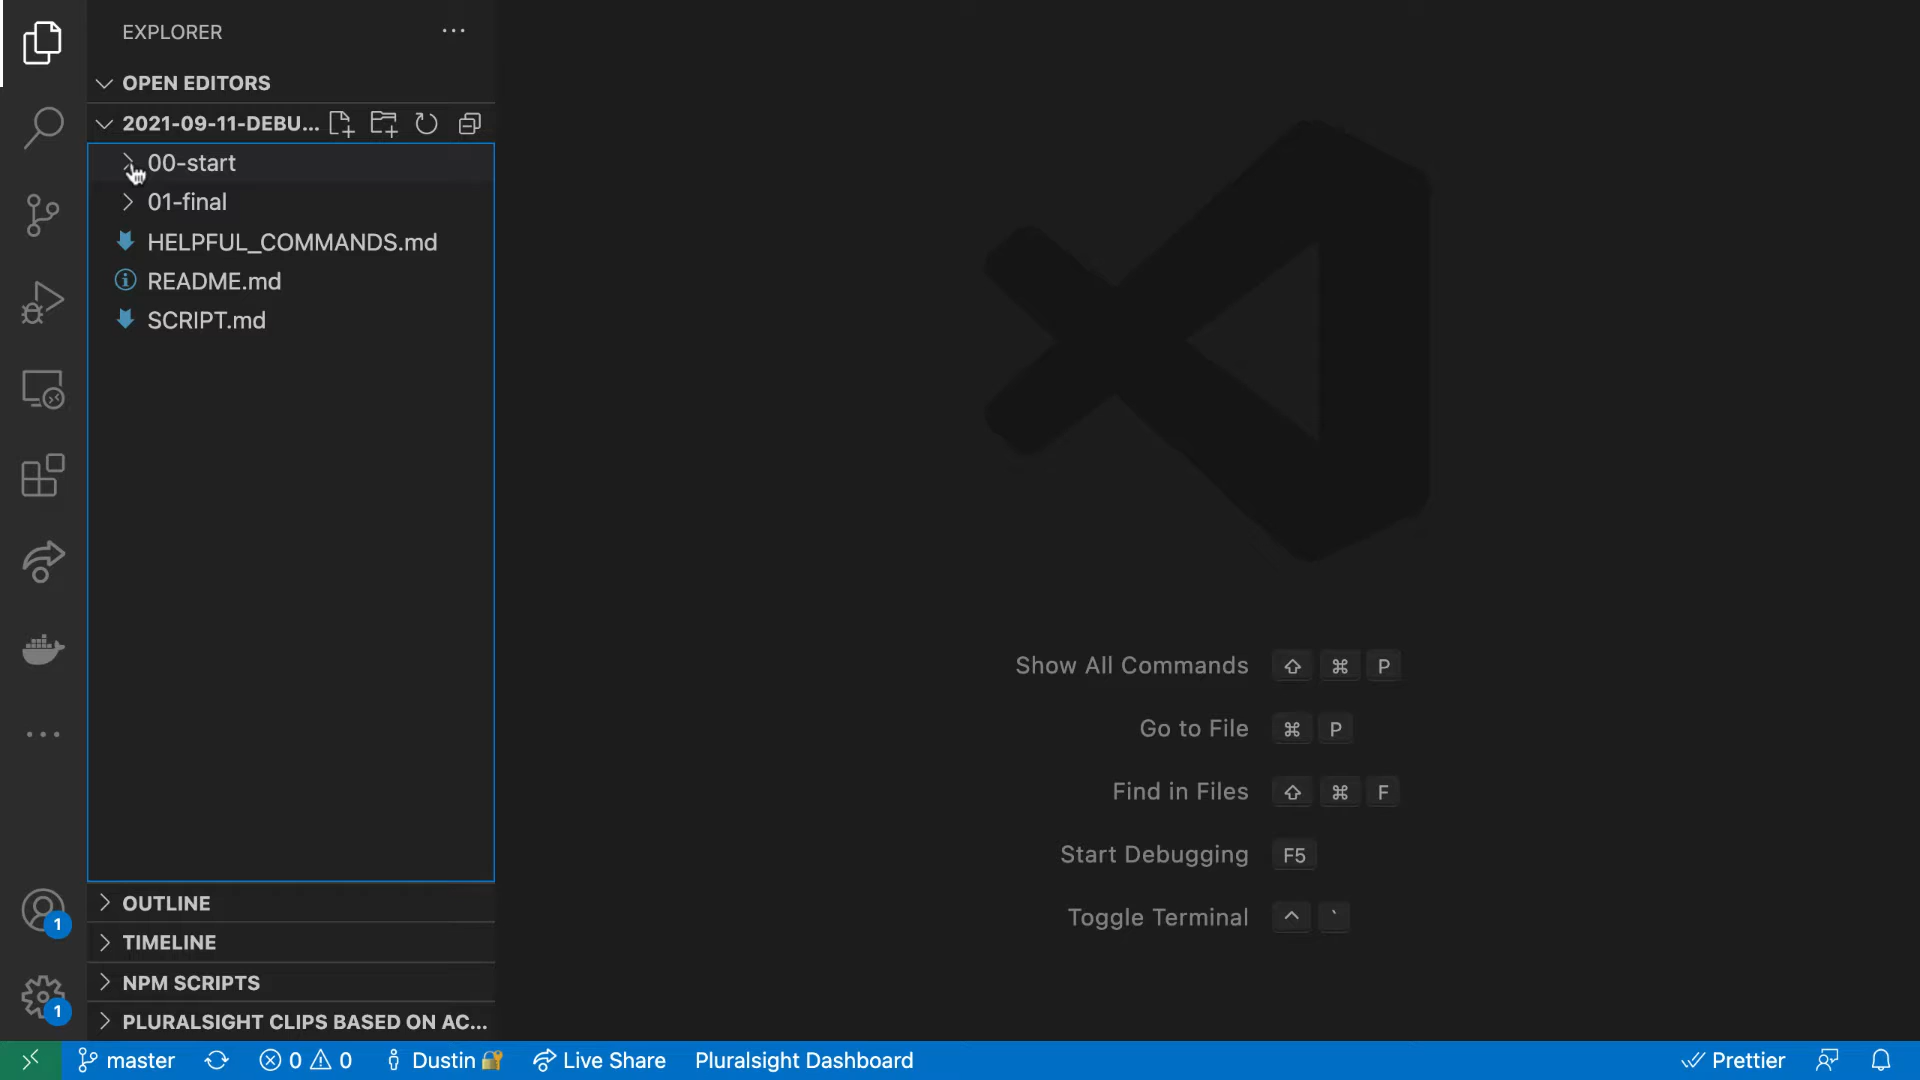 EXPLORER
OPEN EDITORS
2021-09-11-DEBU...
00-start
01-final
HELPFUL_COMMANDS.md
README.md
SCRIPT.md
Show All Commands ⇧ ⌘ P
Go to File ⌘ P
Find in Files ⇧ ⌘ F
Start Debugging F5
Toggle Terminal ^ `
OUTLINE
1
TIMELINE
NPM SCRIPTS
1
PLURALSIGHT CLIPS BASED ON AC...
master 0 0 Dustin Live Share Pluralsight Dashboard Prettier